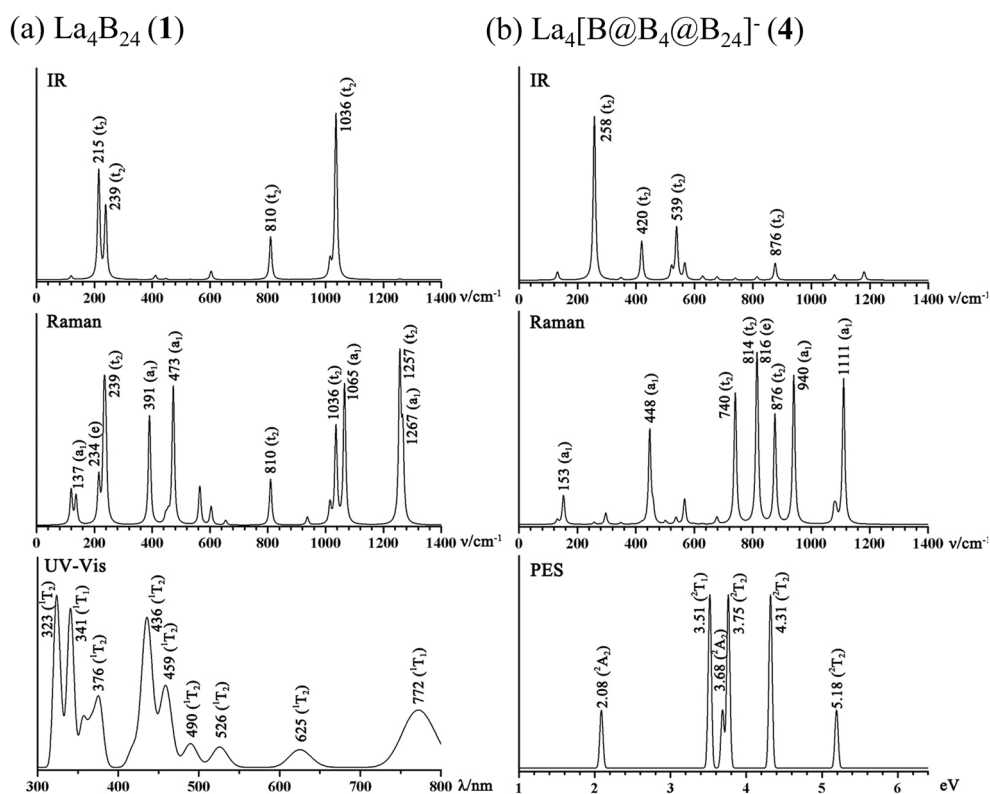 (a) La₄B₂₄ (1)
IR
215 (t₂)
239 (t₂)
810 (t₂)
1036 (t₂)
0 200 400 600 800 1000 1200 1400 ν/cm⁻¹
Raman
137 (a₁)
234 (e)
239 (t₂)
391 (a₁)
473 (a₁)
810 (t₂)
1036 (t₂)
1065 (a₁)
1257 (t₂)
1267 (a₁)
0 200 400 600 800 1000 1200 1400 ν/cm⁻¹
UV-Vis
323 (¹T₂)
341 (¹T₁)
376 (¹T₂)
436 (¹T₂)
459 (¹T₂)
490 (¹T₂)
526 (¹T₂)
625 (¹T₂)
772 (¹T₁)
300 400 500 600 700 800 λ/nm
(b) La₄[B@B₄@B₂₄]⁻ (4)
IR
258 (t₂)
420 (t₂)
539 (t₂)
876 (t₂)
0 200 400 600 800 1000 1200 1400 ν/cm⁻¹
Raman
153 (a₁)
448 (a₁)
740 (t₂)
814 (t₂)
816 (e)
876 (t₂)
940 (a₁)
1111 (a₁)
0 200 400 600 800 1000 1200 1400 ν/cm⁻¹
PES
2.08 (²A₂)
3.51 (²T₁)
3.68 (²A₂)
3.75 (²T₂)
4.31 (²T₂)
5.18 (²T₂)
1 2 3 4 5 6 eV